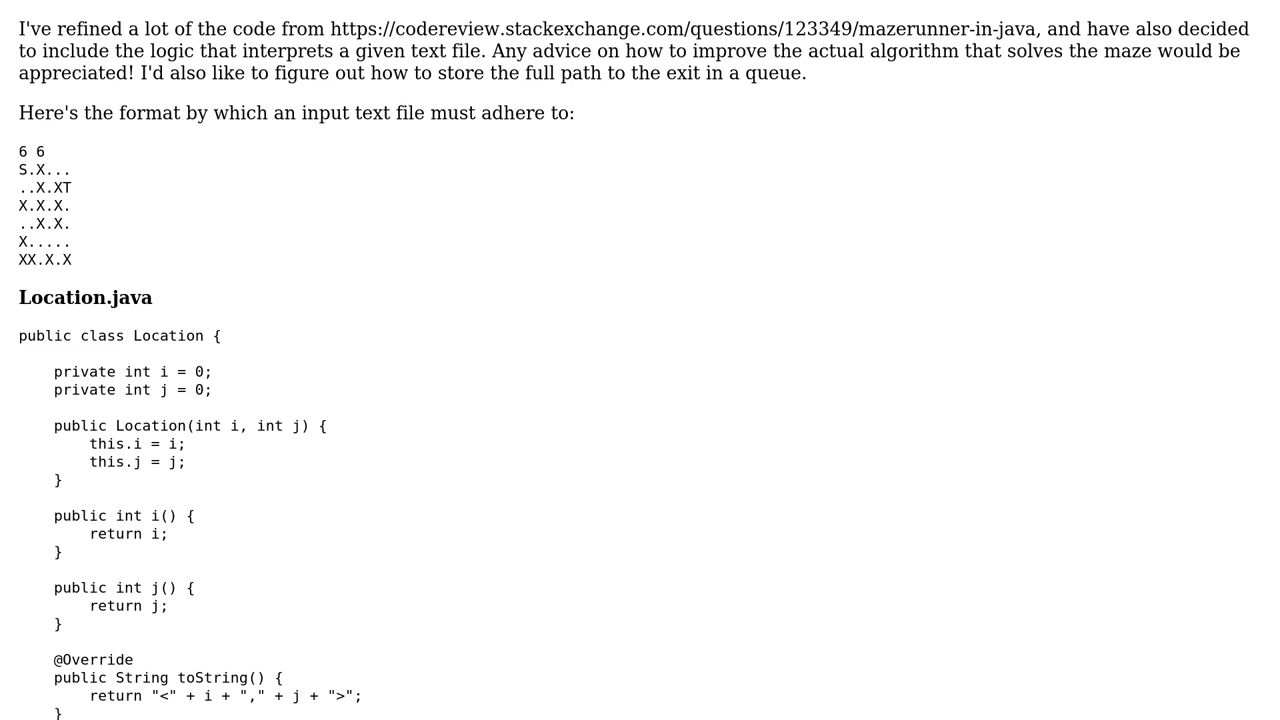 I've refined a lot of the code from https://codereview.stackexchange.com/questions/123349/mazerunner-in-java, and have also decided
to include the logic that interprets a given text file. Any advice on how to improve the actual algorithm that solves the maze would be
appreciated! I'd also like to figure out how to store the full path to the exit in a queue.
Here's the format by which an input text file must adhere to:
6 6
S.X...
..X.XT
X.X.X.
..X.X.
X.....
XX.X.X
Location.java
public class Location {
    private int i = 0;
    private int j = 0;
    public Location(int i, int j) {
        this.i = i;
        this.j = j;
    }
    public int i() {
        return i;
    }
    public int j() {
        return j;
    }
    @Override
    public String toString() {
        return "<" + i + "," + j + ">";
    }